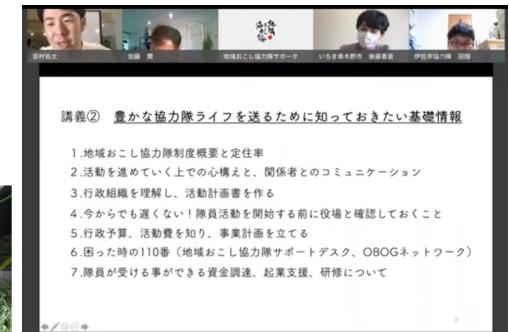 吉村佑太
加藤 潤
地域おこし協力隊サポータ
いちき串木野市 後藤香音
伊佐市協力隊 田畑
講義② 豊かな協力隊ライフを送るために知っておきたい基礎情報
1.地域おこし協力隊制度概要と定住率
2.活動を進めていく上での心構えと、関係者とのコミュニケーション
3.行政組織を理解し、活動計画書を作る
4.今からでも遅くない！隊員活動を開始する前に役場と確認しておくこと
5.行政予算、活動費を知り、事業計画を立てる
6.困った時の110番（地域おこし協力隊サポートデスク、OBOGネットワーク）
7.隊員が受ける事ができる資金調達、起業支援、研修について
2